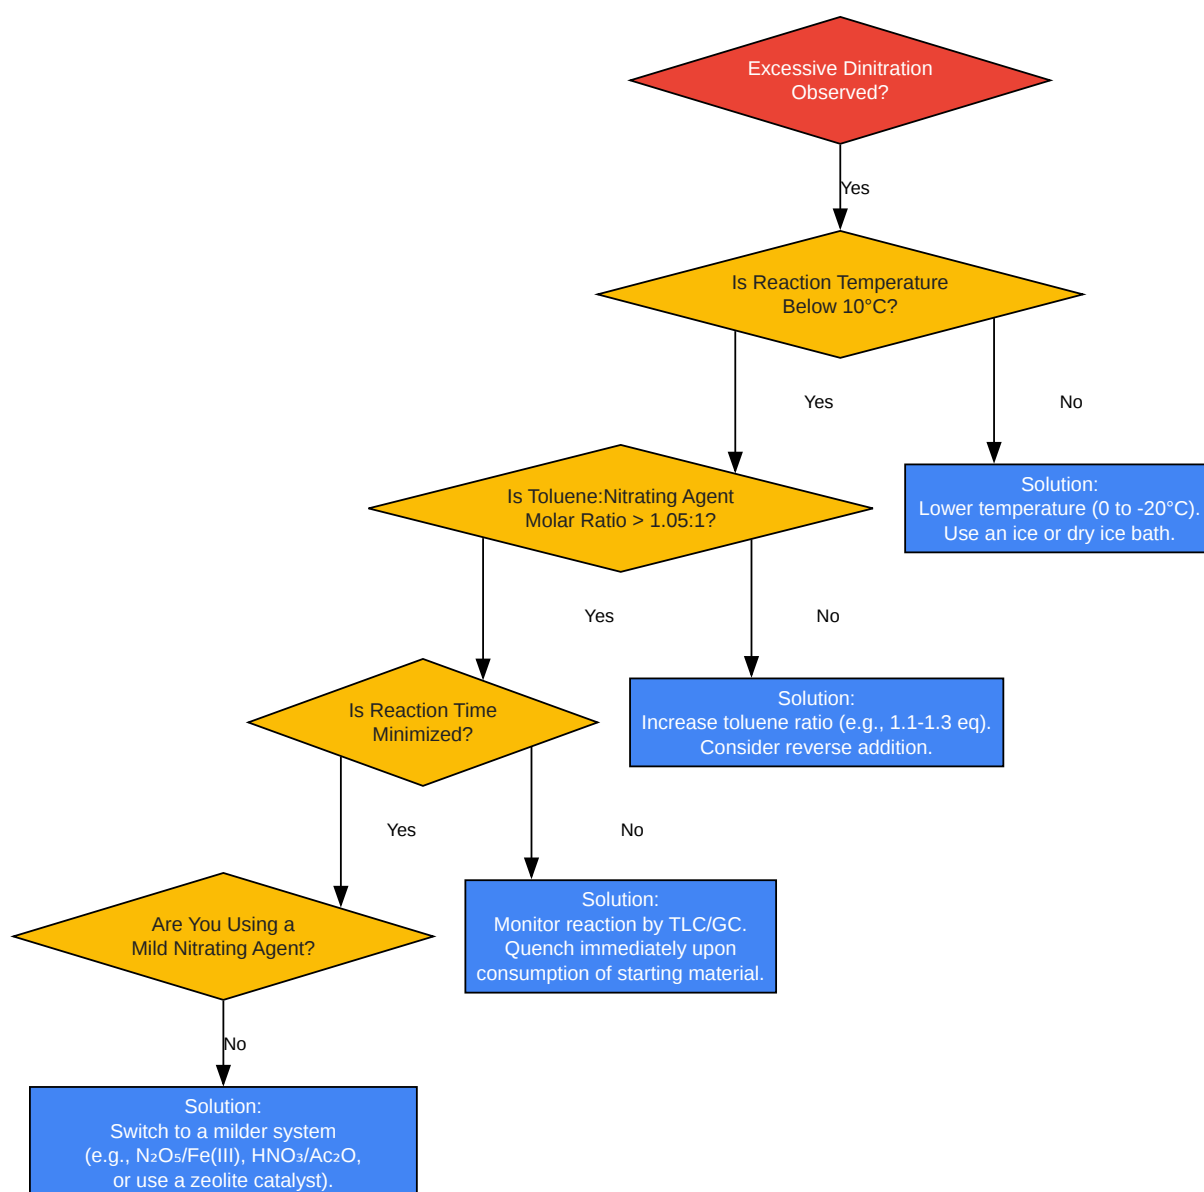 Excessive Dinitration
Observed?
Yes
Is Reaction Temperature
Below 10°C?
Yes
No
Is Toluene:Nitrating Agent
Molar Ratio > 1.05:1?
Solution:
Lower temperature (0 to -20°C).
Use an ice or dry ice bath.
Yes
No
Is Reaction Time
Minimized?
Solution:
Increase toluene ratio (e.g., 1.1-1.3 eq).
Consider reverse addition.
Yes
No
Are You Using a
Mild Nitrating Agent?
Solution:
Monitor reaction by TLC/GC.
Quench immediately upon
consumption of starting material.
No
Solution:
Switch to a milder system
(e.g., N₂O₅/Fe(III), HNO₃/Ac₂O,
or use a zeolite catalyst).